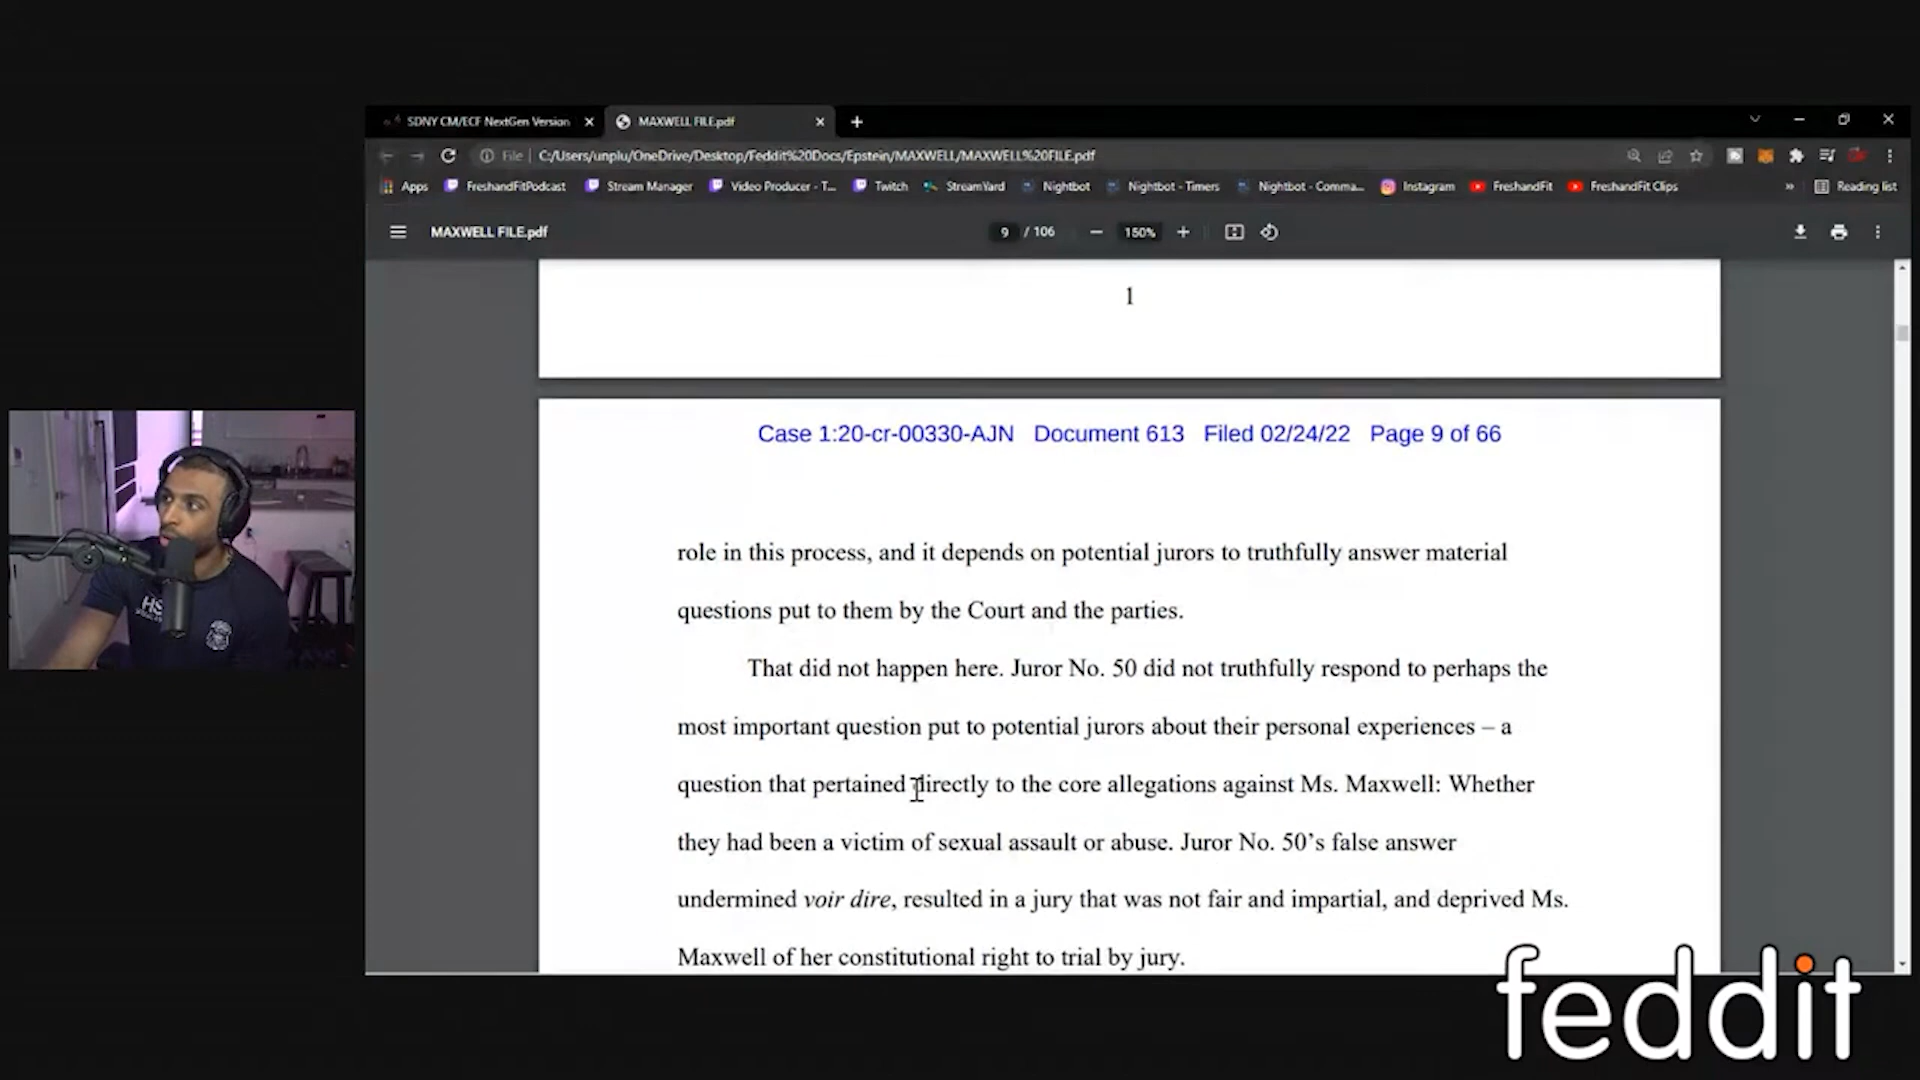 SDNY CM/ECF NextGen Version
MAXWELL FILE.pdf
File
C:/Users/unplu/OneDrive/Desktop/Feddit%20Docs/Epstein/MAXWELL/MAXWELL%20FILE.pdf
Apps
FreshandFitPodcast
Stream Manager
Video Producer - T...
Twitch
StreamYard
Nightbot
Nightbot - Timers
Nightbot - Comma...
Instagram
FreshandFit
FreshandFit Clips
»
Reading list
MAXWELL FILE.pdf
9 / 106
150%
1
Case 1:20-cr-00330-AJN Document 613 Filed 02/24/22 Page 9 of 66
role in this process, and it depends on potential jurors to truthfully answer material
questions put to them by the Court and the parties.
That did not happen here. Juror No. 50 did not truthfully respond to perhaps the
most important question put to potential jurors about their personal experiences – a
question that pertained directly to the core allegations against Ms. Maxwell: Whether
they had been a victim of sexual assault or abuse. Juror No. 50’s false answer
undermined voir dire, resulted in a jury that was not fair and impartial, and deprived Ms.
Maxwell of her constitutional right to trial by jury.
feddit